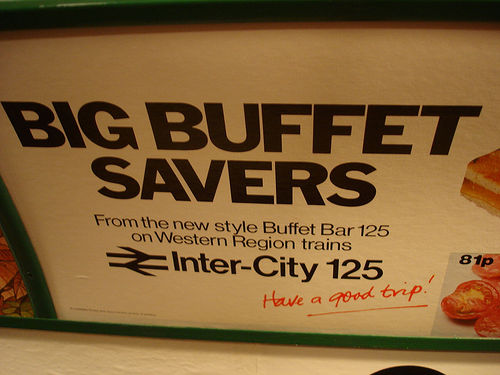 BIG BUFFET
SAVERS
From the new style Buffet Bar 125
on Western Region trains
Inter-City 125
Have a good trip!
81p